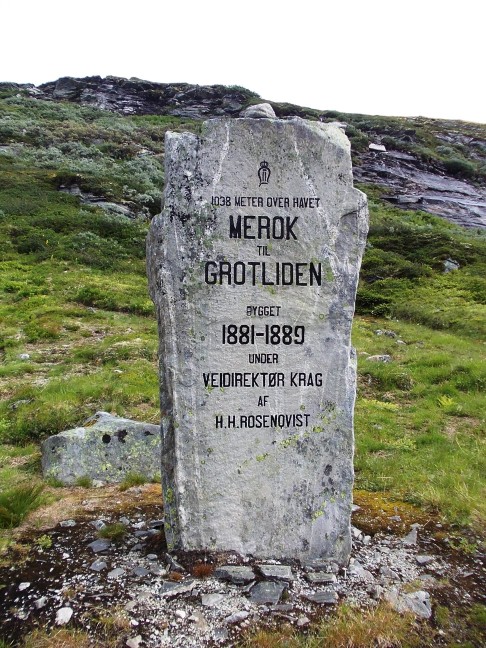 1038 METER OVER HAVET
MEROK
TIL
GROTLIDEN
BYGGET
1881-1889
UNDER
VEIDIREKTØR KRAG
AF
H.H.ROSENQVIST